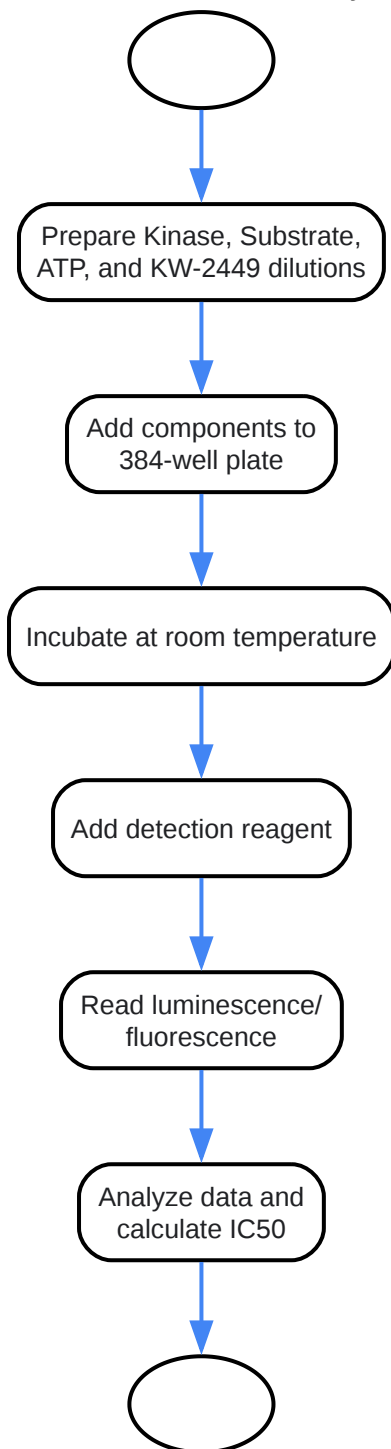 Prepare Kinase, Substrate,
ATP, and KW-2449 dilutions
Add components to
384-well plate
Incubate at room temperature
Add detection reagent
Read luminescence/
fluorescence
Analyze data and
calculate IC50